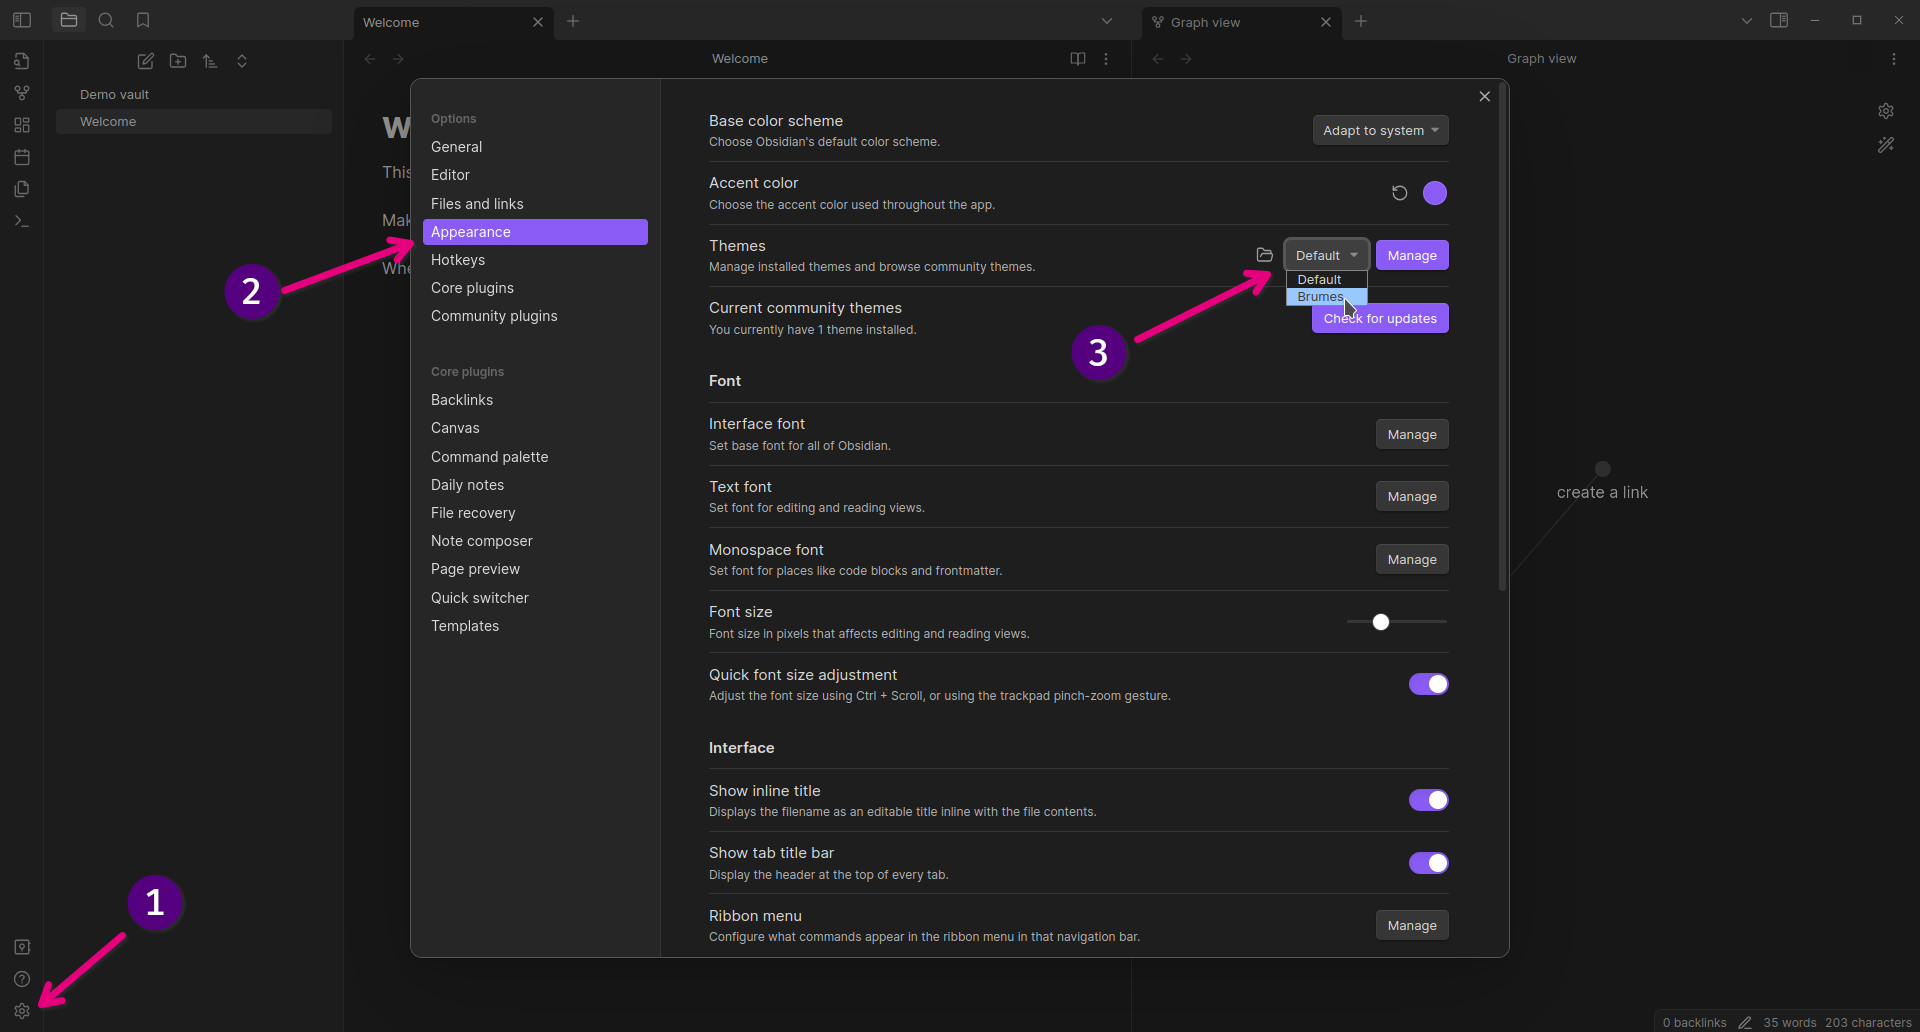 Welcome
Graph view
Welcome
Graph view
Demo vault
Welcome
W
This
Mak
Whe
Options
General
Editor
Files and links
Appearance
Hotkeys
Core plugins
Community plugins
Core plugins
Backlinks
Canvas
Command palette
Daily notes
File recovery
Note composer
Page preview
Quick switcher
Templates
Base color scheme
Choose Obsidian's default color scheme.
Adapt to system
Accent color
Choose the accent color used throughout the app.
Themes
Manage installed themes and browse community themes.
Default
Manage
Default
Brumes
Current community themes
You currently have 1 theme installed.
Check for updates
Font
Interface font
Set base font for all of Obsidian.
Manage
Text font
Set font for editing and reading views.
Manage
Monospace font
Set font for places like code blocks and frontmatter.
Manage
Font size
Font size in pixels that affects editing and reading views.
Quick font size adjustment
Adjust the font size using Ctrl + Scroll, or using the trackpad pinch-zoom gesture.
Interface
Show inline title
Displays the filename as an editable title inline with the file contents.
Show tab title bar
Display the header at the top of every tab.
Ribbon menu
Configure what commands appear in the ribbon menu in that navigation bar.
Manage
create a link
1
2
3
0 backlinks
35 words
203 characters